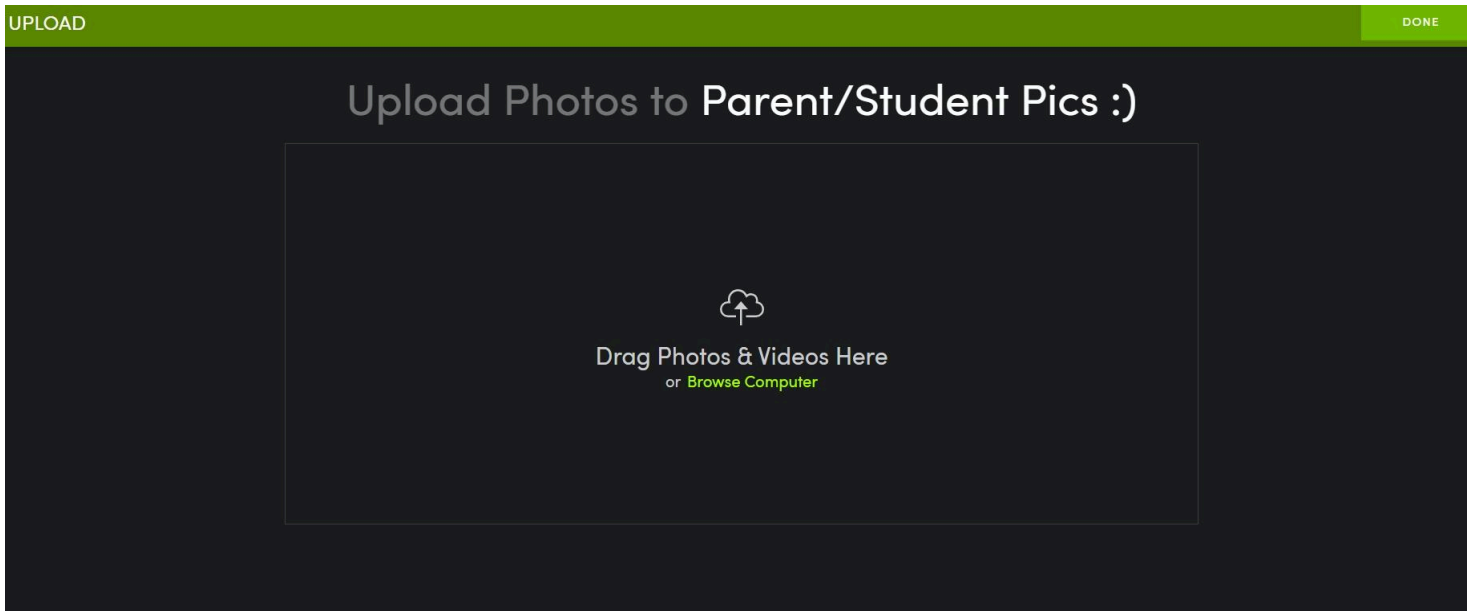 UPLOAD
DONE
Upload Photos to Parent/Student Pics :)
Drag Photos & Videos Here
or Browse Computer